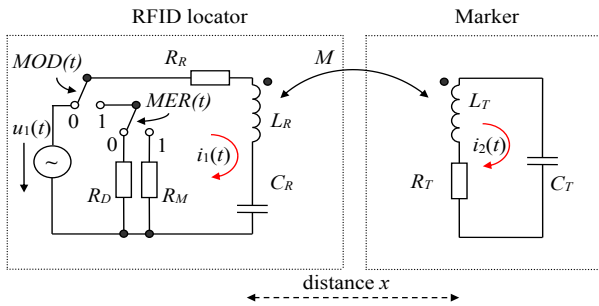 RFID locator
Marker
MOD(t)
R_R
M
MER(t)
L_R
L_T
u_1(t)
0
1
0
1
i_1(t)
i_2(t)
R_D
R_M
C_R
R_T
C_T
~
distance x